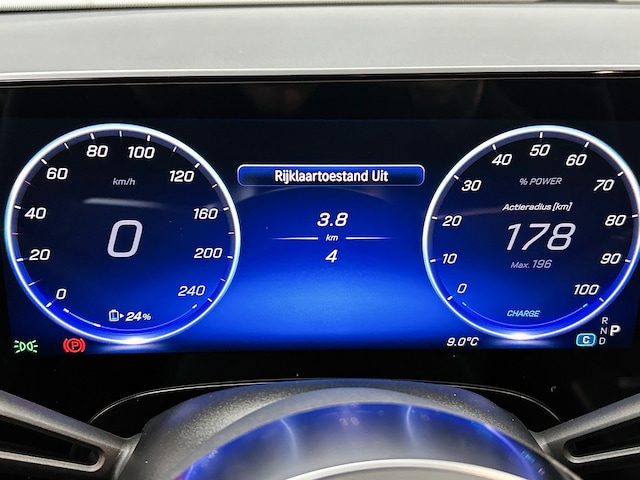 Rijklaartoestand Uit
0
20
40
60
80
100
120
160
200
240
km/h
0
24%
3.8
km
4
0
10
20
30
40
50
60
70
80
90
100
% POWER
Actieradius [km]
178
Max. 196
CHARGE
P
9.0°C
C
R
N
D
P